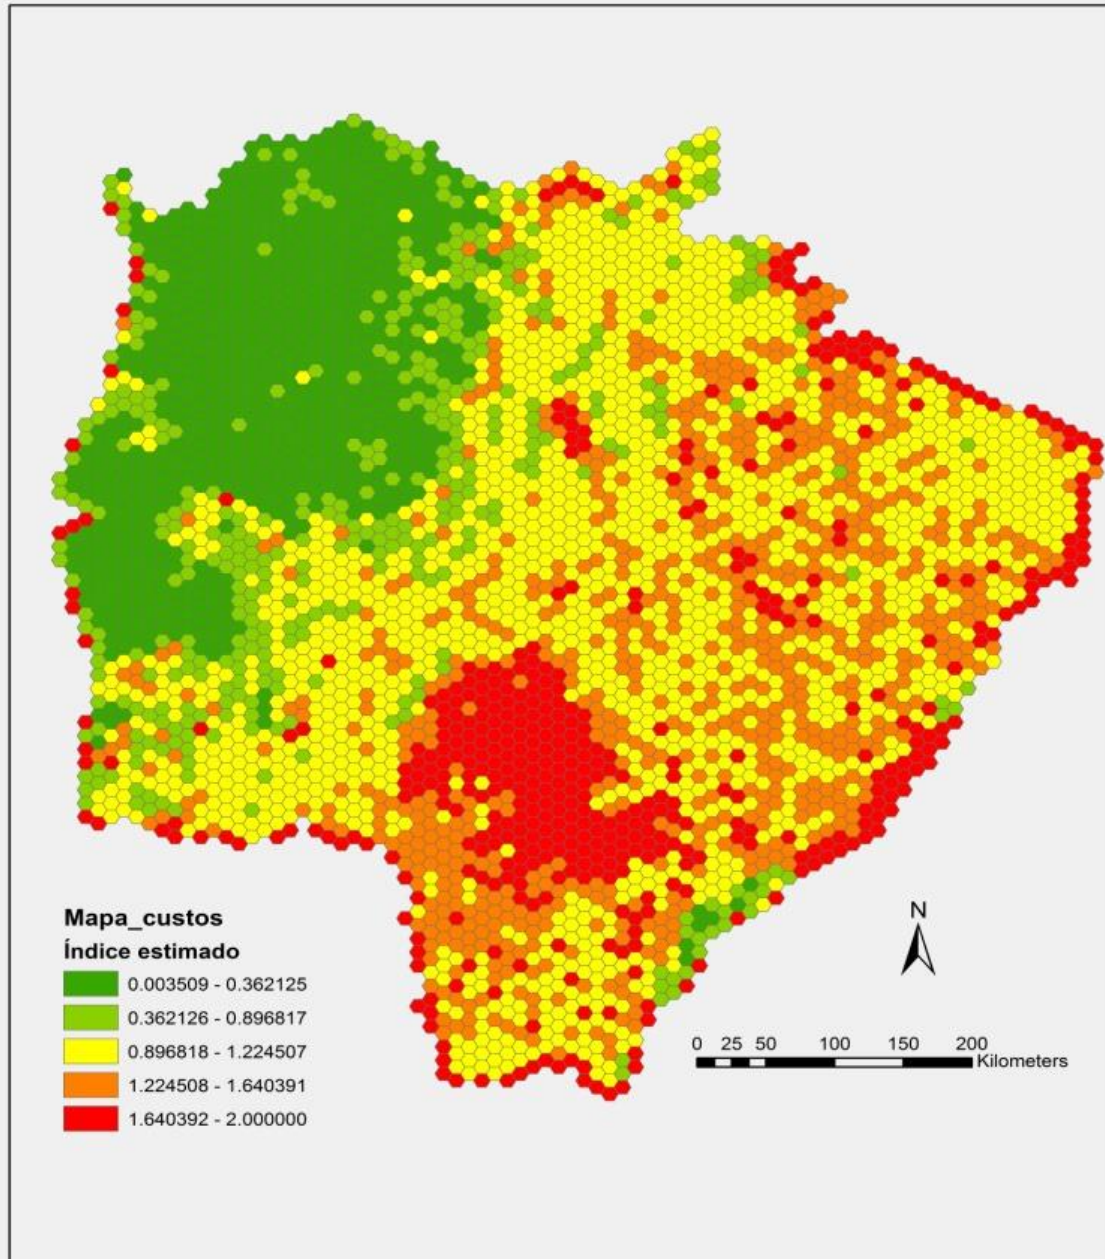 Mapa_custos
Índice estimado
0.003509 - 0.362125
0.362126 - 0.896817
0.896818 - 1.224507
1.224508 - 1.640391
1.640392 - 2.000000
N
0 25 50 100 150 200
Kilometers